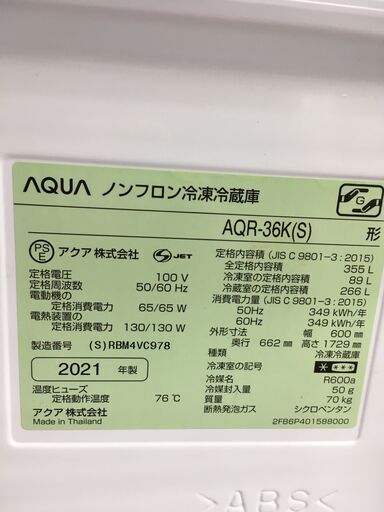 AQUA ノンフロン冷凍冷蔵庫
G
AQR-36K(S) 形
PS E アクア株式会社 S JET
定格電圧 100 V
定格周波数 50/60 Hz
電動機の
定格消費電力 65/65 W
電熱装置の
定格消費電力 130/130 W
製造番号 (S)RBM4VC978
2021 年製
温度ヒューズ
定格動作温度 76℃
アクア株式会社
Made in Thailand
定格内容積 (JIS C 9801-3:2015)
全定格内容積 355 L
冷凍室の定格内容積 89 L
冷蔵室の定格内容積 266 L
消費電力量 (JIS C 9801-3:2015)
50Hz 349 kWh/年
60Hz 349 kWh/年
外形寸法 幅 600 mm
奥行 662 mm 高さ 1729 mm
種類 冷凍冷蔵庫
冷凍室の記号 * ***
冷媒名 R600a
冷媒封入量 50 g
質量 70 kg
断熱発泡ガス シクロペンタン
2FB6P401588000
>ABS<